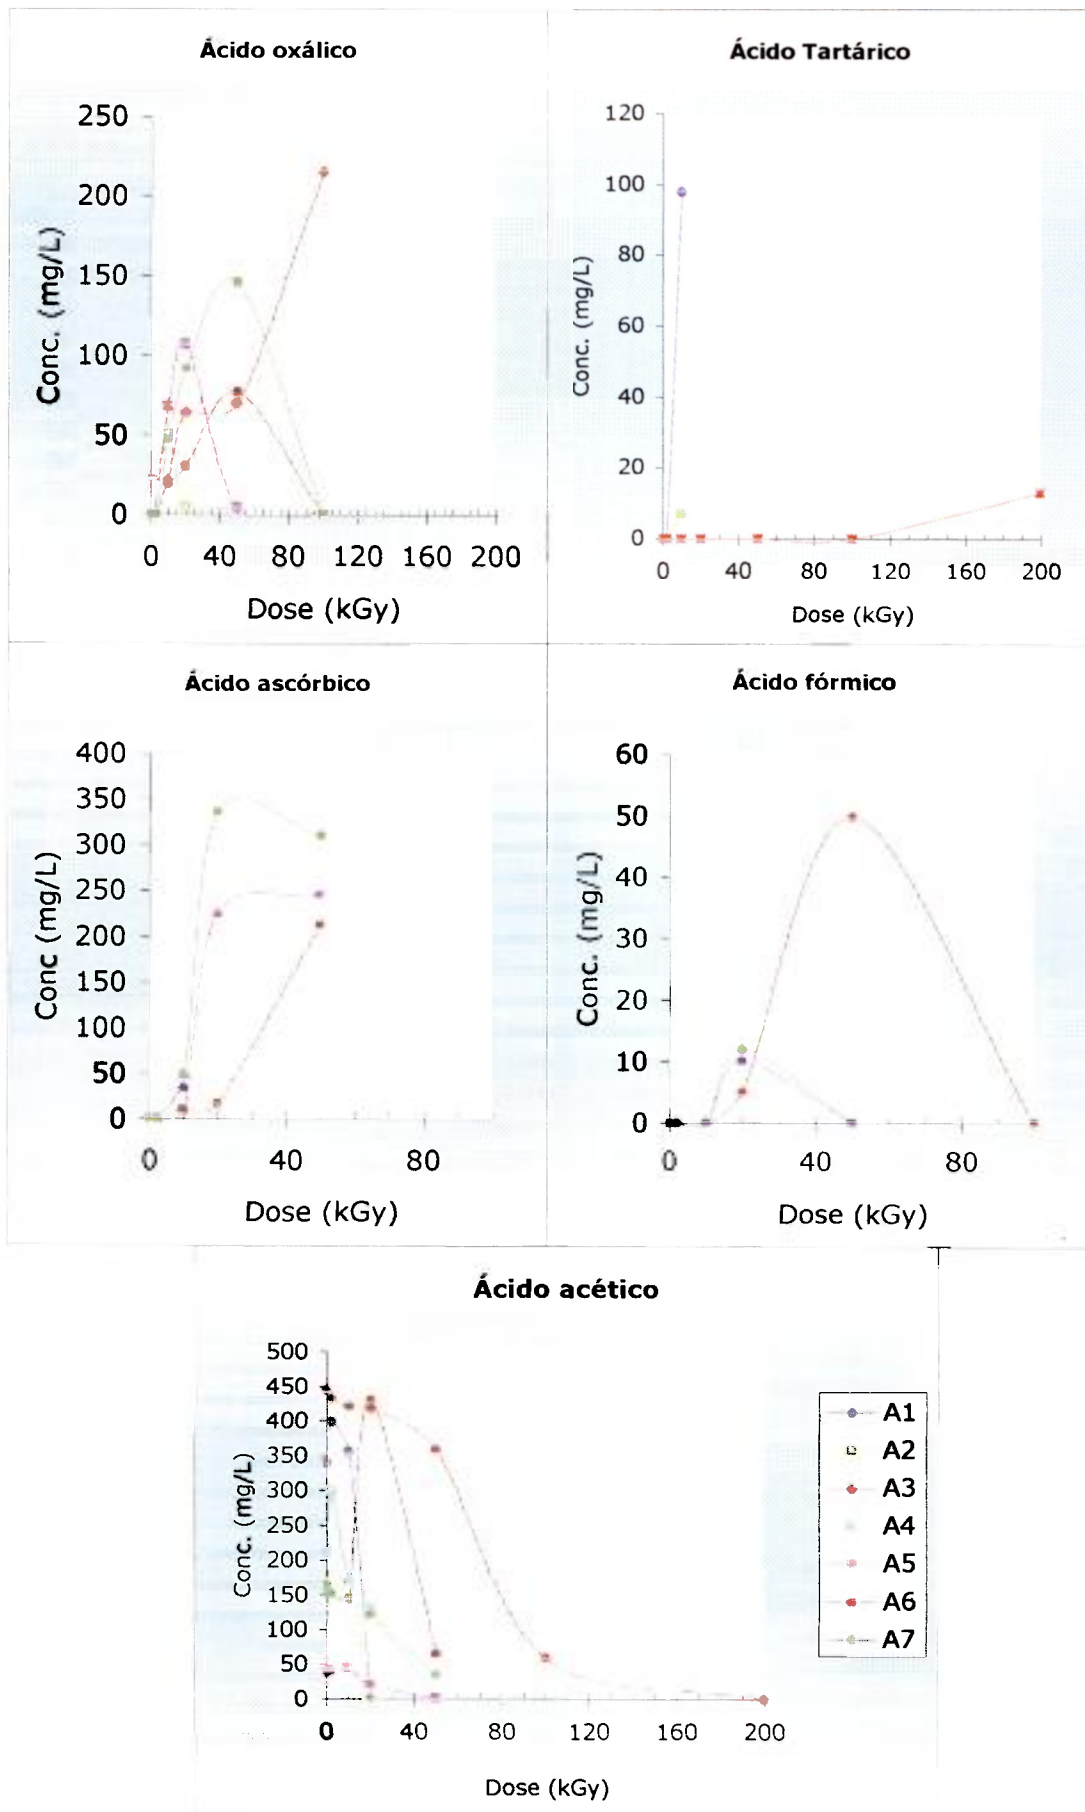 Ácido oxálico
250
200
150
100
50
0
0 40 80 120 160 200
Conc. (mg/L)
Dose (kGy)
Ácido Tartárico
120
100
80
60
40
20
0
0 40 80 120 160 200
Conc. (mg/L)
Dose (kGy)
Ácido ascórbico
400
350
300
250
200
150
100
50
0
0 40 80
Conc (mg/L)
Dose (kGy)
Ácido fórmico
60
50
40
30
20
10
0
0 40 80
Conc. (mg/L)
Dose (kGy)
Ácido acético
500
450
400
350
300
250
200
150
100
50
0
0 40 80 120 160 200
Conc. (mg/L)
Dose (kGy)
A1
A2
A3
A4
A5
A6
A7